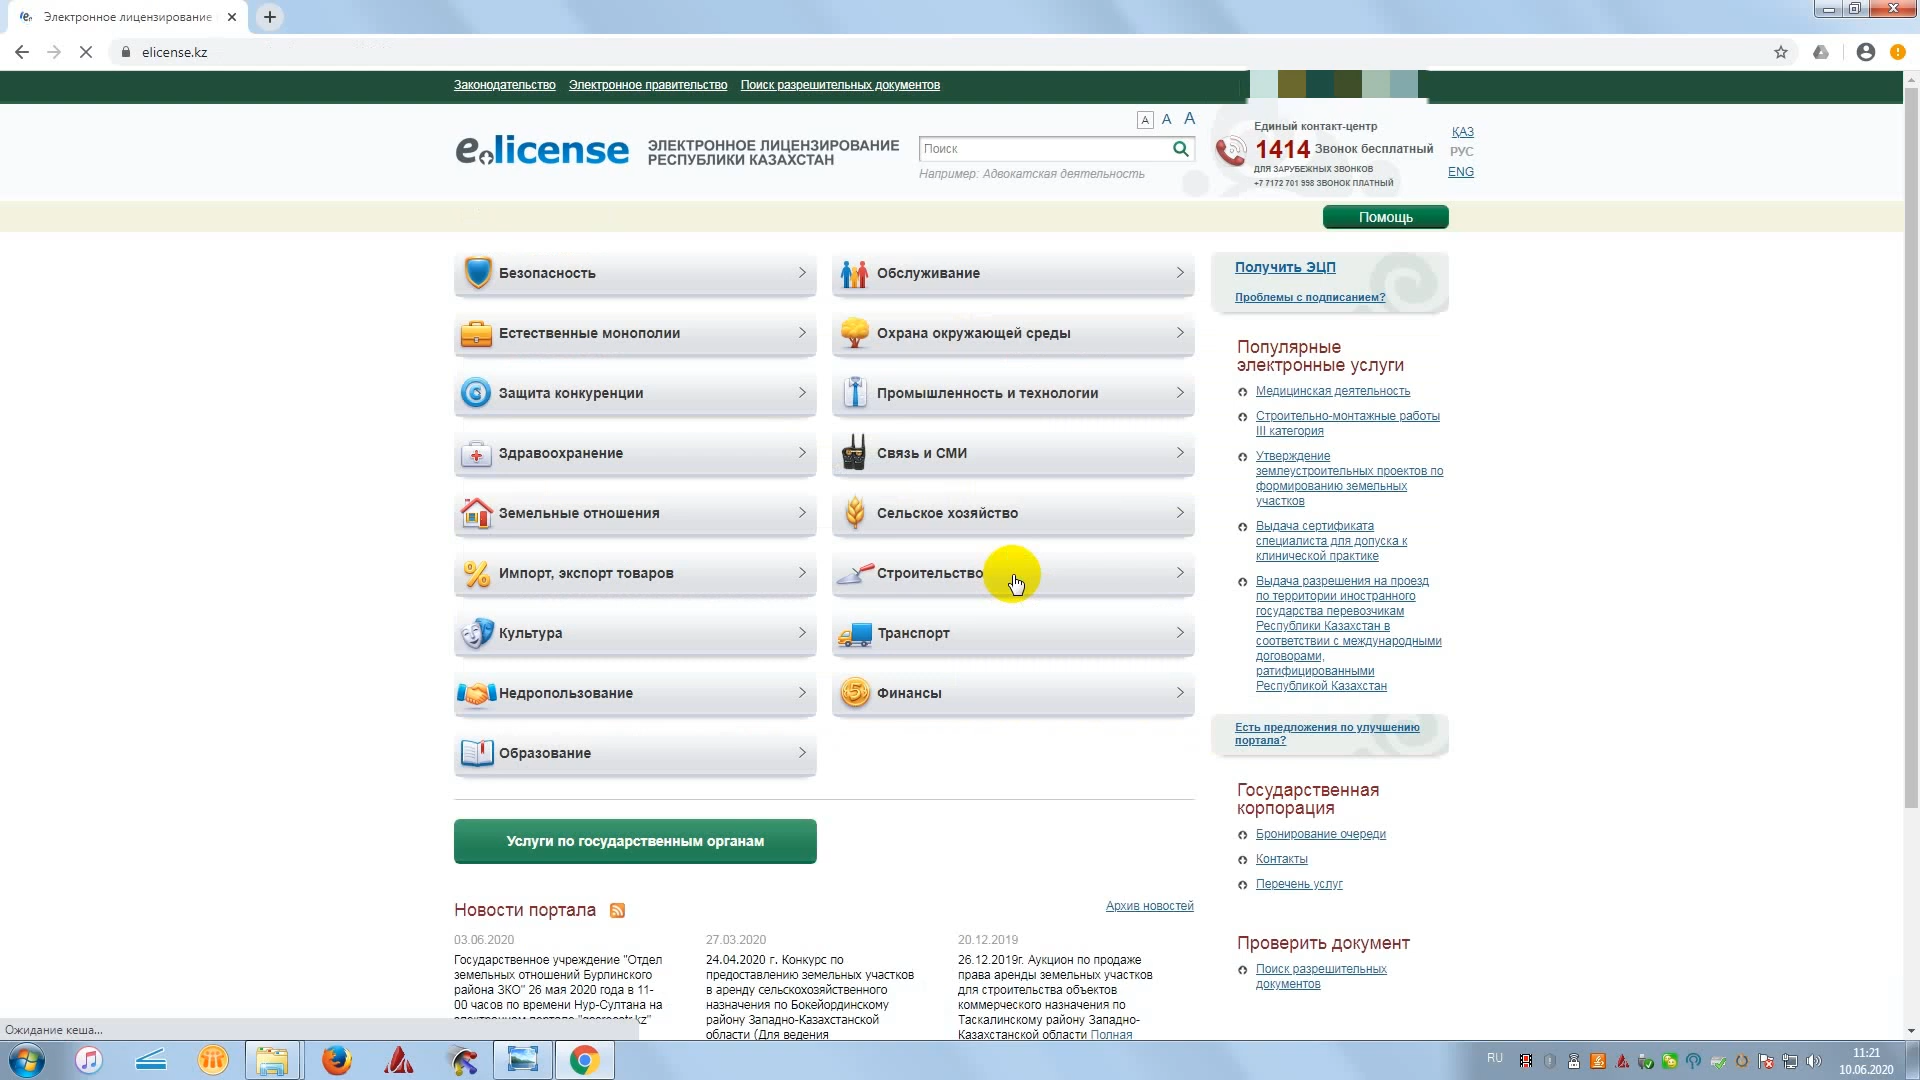 Электронное лицензирование
elicense.kz
Законодательство Электронное правительство Поиск разрешительных документов
A A A
e.license
ЭЛЕКТРОННОЕ ЛИЦЕНЗИРОВАНИЕ
РЕСПУБЛИКИ КАЗАХСТАН
Поиск
Например: Адвокатская деятельность
Единый контакт-центр
1414 Звонок бесплатный
ДЛЯ ЗАРУБЕЖНЫХ ЗВОНКОВ
+7 7172 701 998 ЗВОНОК ПЛАТНЫЙ
ҚАЗ
РУС
ENG
Помощь
Безопасность
Естественные монополии
Защита конкуренции
Здравоохранение
Земельные отношения
Импорт, экспорт товаров
Культура
Недропользование
Образование
Обслуживание
Охрана окружающей среды
Промышленность и технологии
Связь и СМИ
Сельское хозяйство
Строительство
Транспорт
Финансы
Услуги по государственным органам
Получить ЭЦП
Проблемы с подписанием?
Популярные
электронные услуги
Медицинская деятельность
Строительно-монтажные работы
III категория
Утверждение
землеустроительных проектов по
формированию земельных
участков
Выдача сертификата
специалиста для допуска к
клинической практике
Выдача разрешения на проезд
по территории иностранного
государства перевозчикам
Республики Казахстан в
соответствии с международными
договорами,
ратифицированными
Республикой Казахстан
Есть предложения по улучшению
портала?
Государственная
корпорация
Бронирование очереди
Контакты
Перечень услуг
Проверить документ
Поиск разрешительных
документов
Новости портала
Архив новостей
03.06.2020
Государственное учреждение "Отдел
земельных отношений Бурлинского
района ЗКО" 26 мая 2020 года в 11-
00 часов по времени Нур-Султана на
27.03.2020
24.04.2020 г. Конкурс по
предоставлению земельных участков
в аренду сельскохозяйственного
назначения по Бокейординскому
району Западно-Казахстанской
области (Для ведения
20.12.2019
26.12.2019г. Аукцион по продаже
права аренды земельных участков
для строительства объектов
коммерческого назначения по
Таскалинскому району Западно-
Казахстанской области Полная
Ожидание кеша...
RU
11:21
10.06.2020